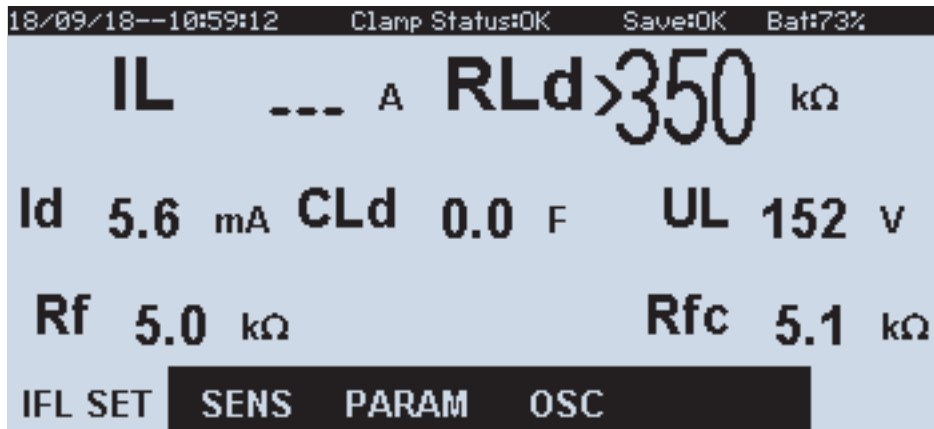 18/09/18--10:59:12 Clamp Status:OK Save:OK Bat:73%
IL --- A RLd >350 kΩ
Id 5.6 mA CLd 0.0 F UL 152 V
Rf 5.0 kΩ Rfc 5.1 kΩ
IFL SET SENS PARAM OSC